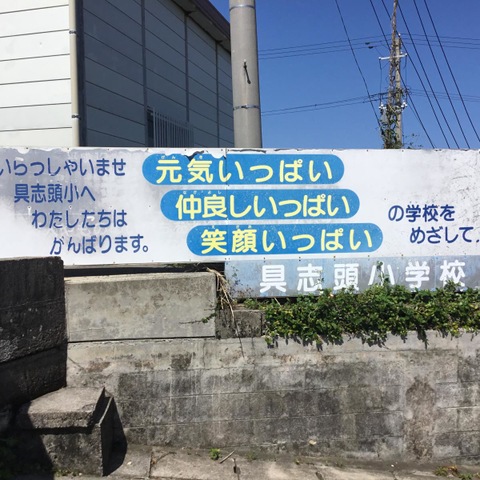 いらっしゃいませ
具志頭小へ
わたしたちは
がんばります。
元気いっぱい
仲良しいっぱい
笑顔いっぱい
の学校を
めざして、
具志頭小学校